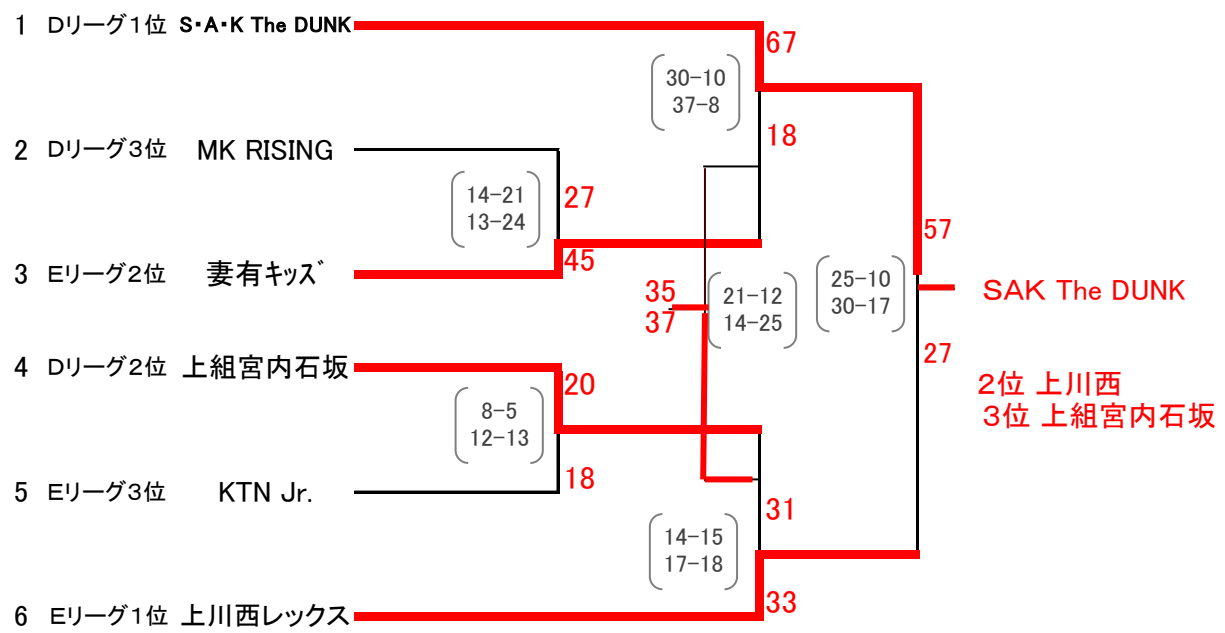 1 Dリーグ1位 S・A・K The DUNK
67
30-10
37-8
18
2 Dリーグ3位 MK RISING
14-21
13-24
27
45
3 Eリーグ2位 妻有キッズ
57
35
37
21-12
14-25
25-10
30-17
SAK The DUNK
27
4 Dリーグ2位 上組宮内石坂
20
2位 上川西
3位 上組宮内石坂
8-5
12-13
18
5 Eリーグ3位 KTN Jr.
31
14-15
17-18
33
6 Eリーグ1位 上川西レックス